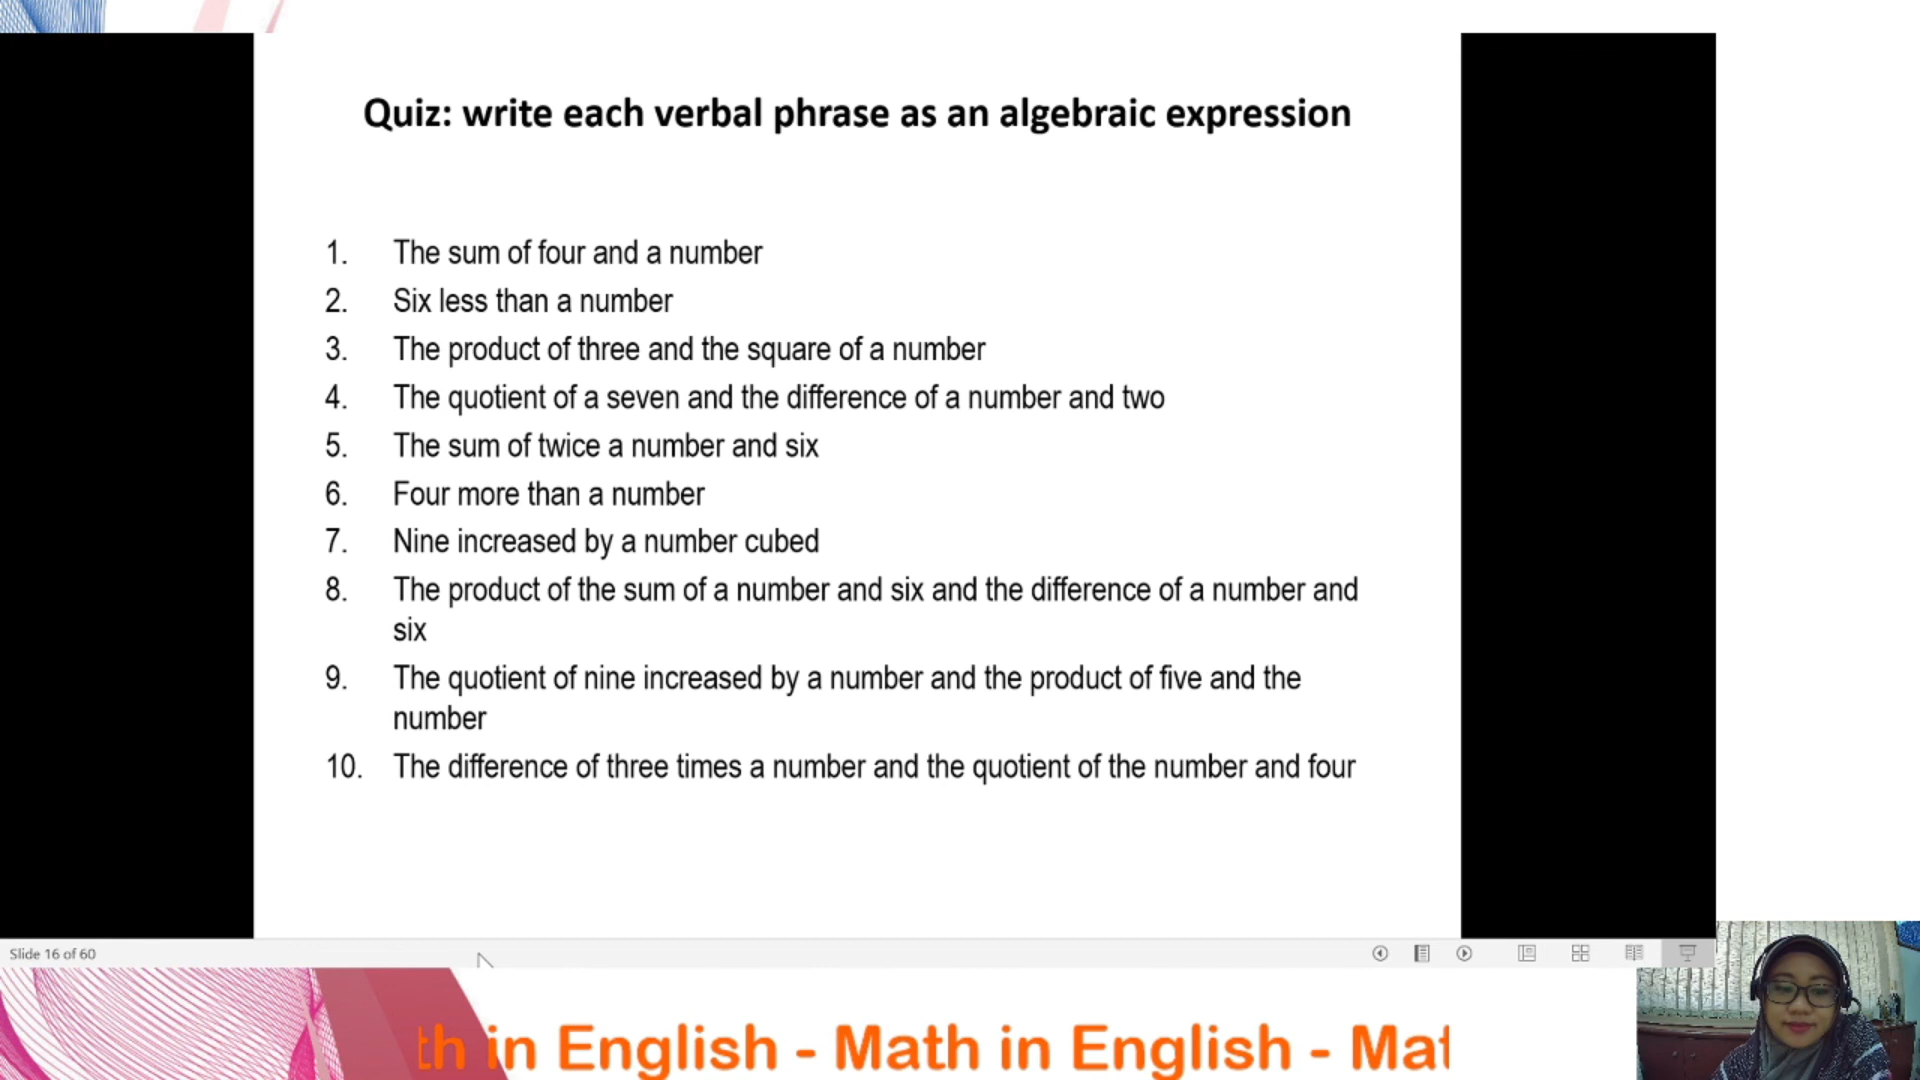 Quiz: write each verbal phrase as an algebraic expression
1. The sum of four and a number
2. Six less than a number
3. The product of three and the square of a number
4. The quotient of a seven and the difference of a number and two
5. The sum of twice a number and six
6. Four more than a number
7. Nine increased by a number cubed
8. The product of the sum of a number and six and the difference of a number and
six
9. The quotient of nine increased by a number and the product of five and the
number
10. The difference of three times a number and the quotient of the number and four
Slide 16 of 60
th in English - Math in English - Mat